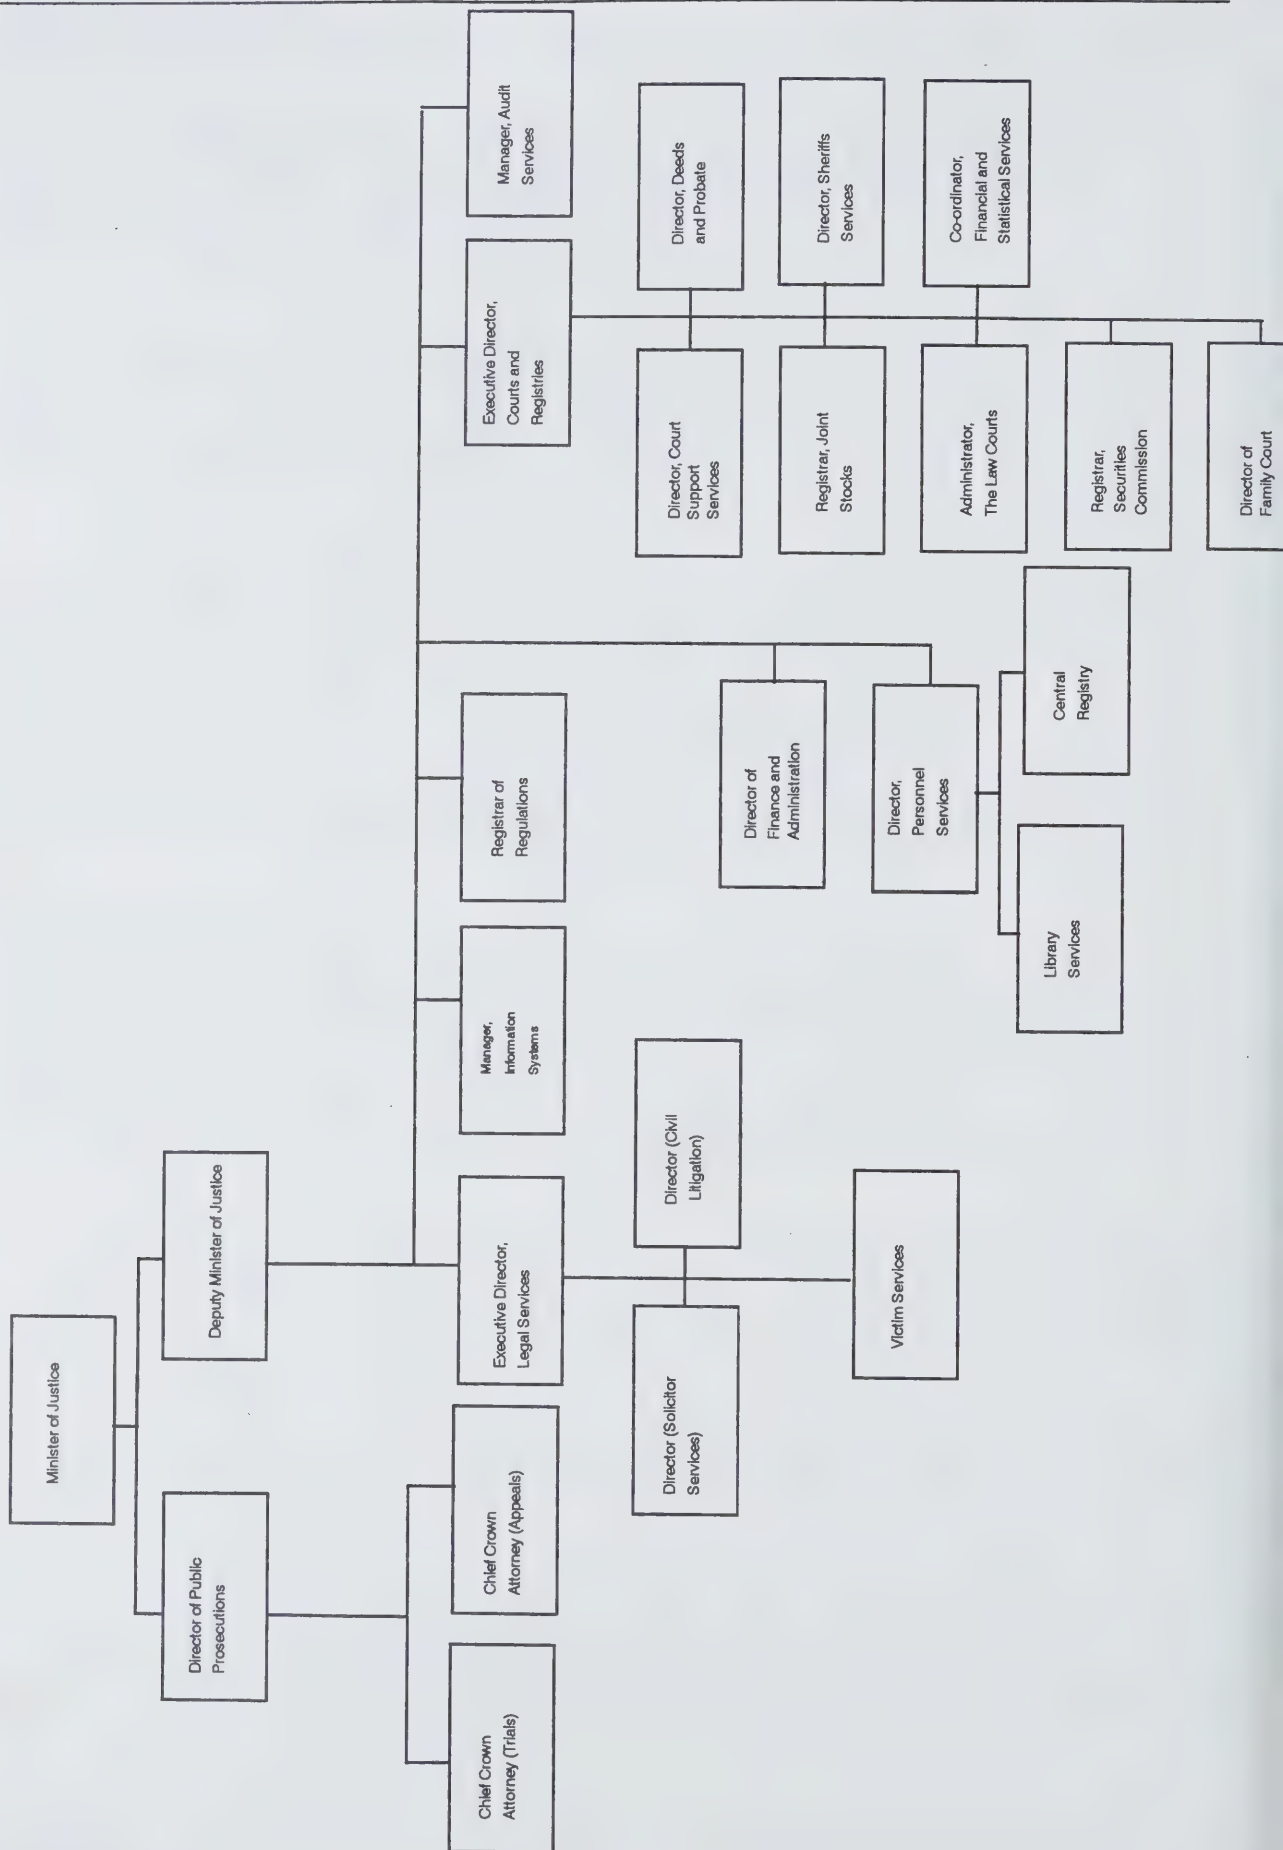 Minister of Justice
Director of Public
Prosecutions
Deputy Minister of Justice
Chief Crown
Attorney (Trials)
Chief Crown
Attorney (Appeals)
Executive Director,
Legal Services
Manager,
Information
Systems
Registrar of
Regulations
Executive Director,
Courts and
Registries
Manager, Audit
Services
Director (Solicitor
Services)
Director (Civil
Litigation)
Victim Services
Director of
Finance and
Administration
Director,
Personnel
Services
Library
Services
Central
Registry
Director, Court
Support
Services
Director, Deeds
and Probate
Registrar, Joint
Stocks
Director, Sheriffs
Services
Administrator,
The Law Courts
Co-ordinator,
Financial and
Statistical Services
Registrar,
Securities
Commission
Director of
Family Court